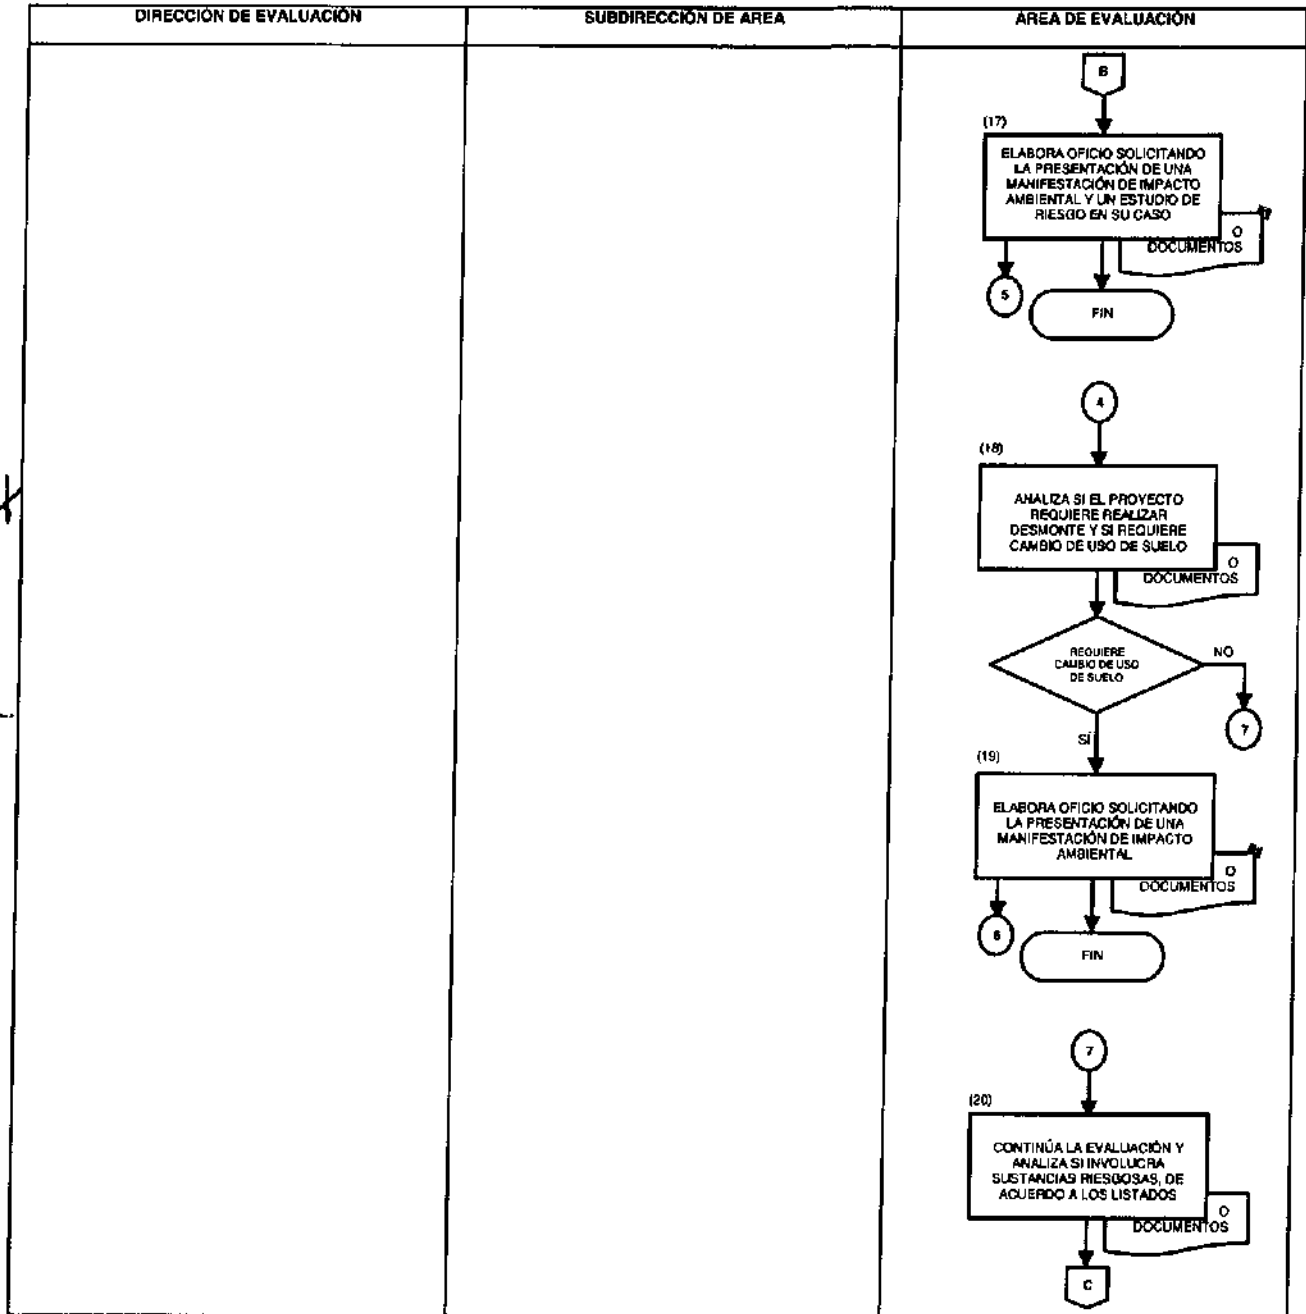 DIRECCIÓN DE EVALUACIÓN
SUBDIRECCIÓN DE AREA
ÁREA DE EVALUACIÓN
B
(17)
ELABORA OFICIO SOLICITANDO
LA PRESENTACIÓN DE UNA
MANIFESTACIÓN DE IMPACTO
AMBIENTAL Y UN ESTUDIO DE
RIESGO EN SU CASO
O
DOCUMENTOS
5
FIN
4
(18)
ANALIZA SI EL PROYECTO
REQUIERE REALIZAR
DESMONTE Y SI REQUIERE
CAMBIO DE USO DE SUELO
O
DOCUMENTOS
REQUIERE
CAMBIO DE USO
DE SUELO
NO
7
SÍ
(19)
ELABORA OFICIO SOLICITANDO
LA PRESENTACIÓN DE UNA
MANIFESTACIÓN DE IMPACTO
AMBIENTAL
O
DOCUMENTOS
6
FIN
7
(20)
CONTINÚA LA EVALUACIÓN Y
ANALIZA SI INVOLUCRA
SUSTANCIAS RIESGOSAS, DE
ACUERDO A LOS LISTADOS
O
DOCUMENTOS
C